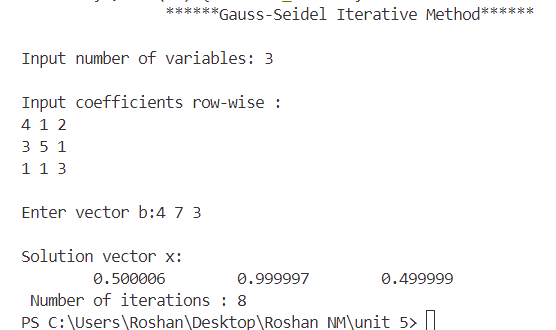 ******Gauss-Seidel Iterative Method******
Input number of variables: 3
Input coefficients row-wise :
4 1 2
3 5 1
1 1 3
Enter vector b:4 7 3
Solution vector x:
0.500006 0.999997 0.499999
Number of iterations : 8
PS C:\Users\Roshan\Desktop\Roshan NM\unit 5>